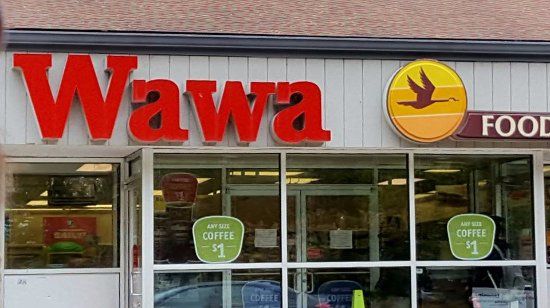 Wawa
FOOD
ANY SIZE
COFFEE
$1
ANY SIZE
COFFEE
$1